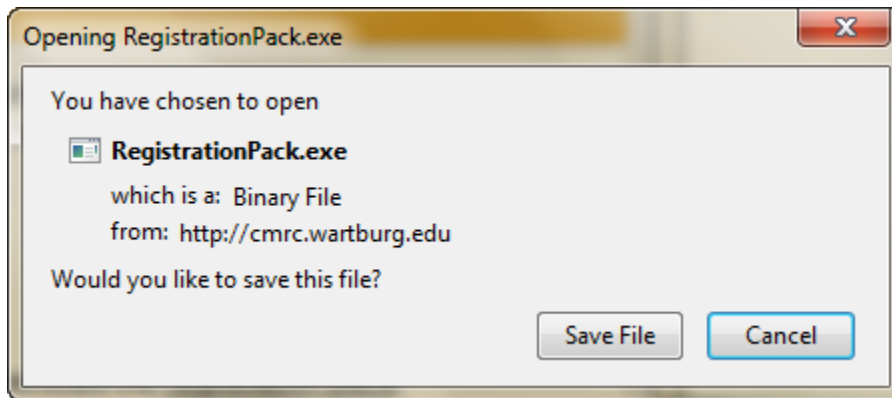 Opening RegistrationPack.exe
You have chosen to open
RegistrationPack.exe
which is a: Binary File
from: http://cmrc.wartburg.edu
Would you like to save this file?
Save File Cancel